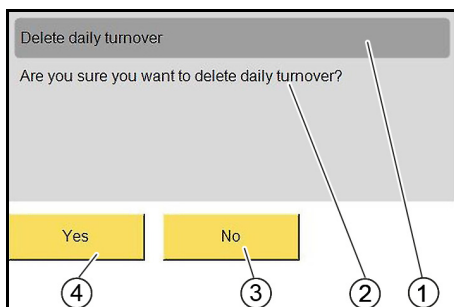 Delete daily turnover
Are you sure you want to delete daily turnover?
Yes No
4 3 2 1